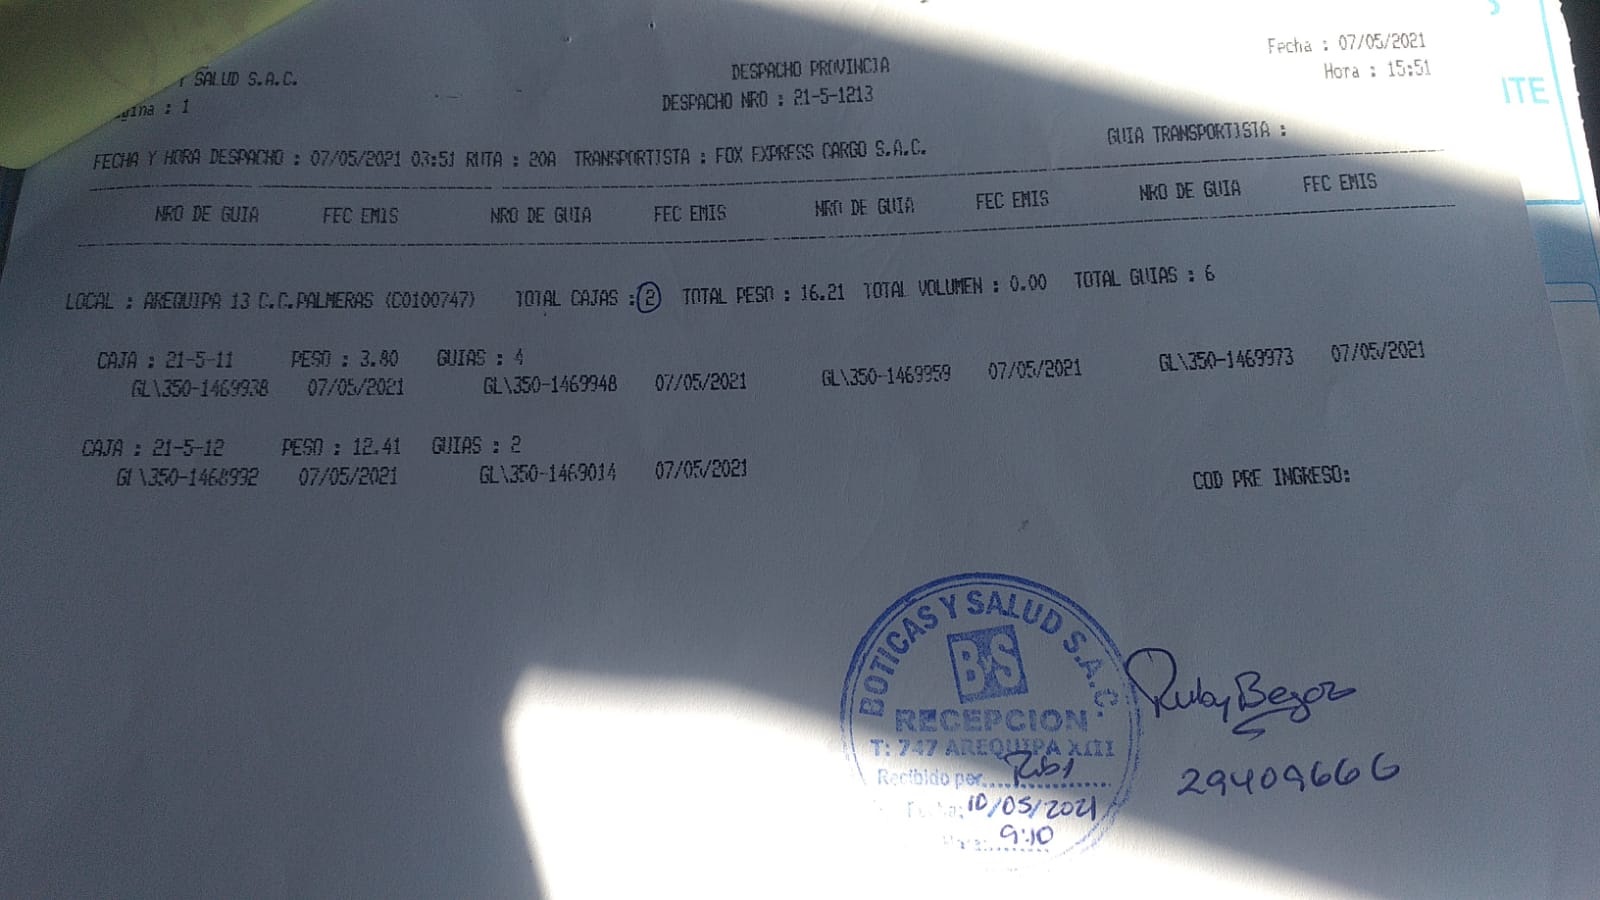 Y SALUD S.A.C.
DESPACHO PROVINCIA
Fecha : 07/05/2021
gina : 1
DESPACHO NRO : 21-5-1213
Hora : 15:51
FECHA Y HORA DESPACHO : 07/05/2021 03:51 RUTA : 20A TRANSPORTISTA : FOX EXPRESS CARGO S.A.C. GUIA TRANSPORTISTA :
NRO DE GUIA FEC EMIS NRO DE GUIA FEC EMIS NRO DE GUIA FEC EMIS NRO DE GUIA FEC EMIS
LOCAL : AREQUIPA 13 C.C.PALMERAS (C0100747) TOTAL CAJAS : 2 TOTAL PESO : 16.21 TOTAL VOLUMEN : 0.00 TOTAL GUIAS : 6
CAJA : 21-5-11 PESO : 3.80 GUIAS : 4
GL\350-1469938 07/05/2021 GL\350-1469948 07/05/2021 GL\350-1469959 07/05/2021 GL\350-1469973 07/05/2021
CAJA : 21-5-12 PESO : 12.41 GUIAS : 2
GL\350-1468992 07/05/2021 GL\350-1469014 07/05/2021
COD PRE INGRESO:
BOTICAS Y SALUD S.A.C.
BS
RECEPCION
T: 747 AREQUIPA XIII
Recibido por
Fecha: 10/05/2021
Hora: 9:10
Ruby
29409666
ITE